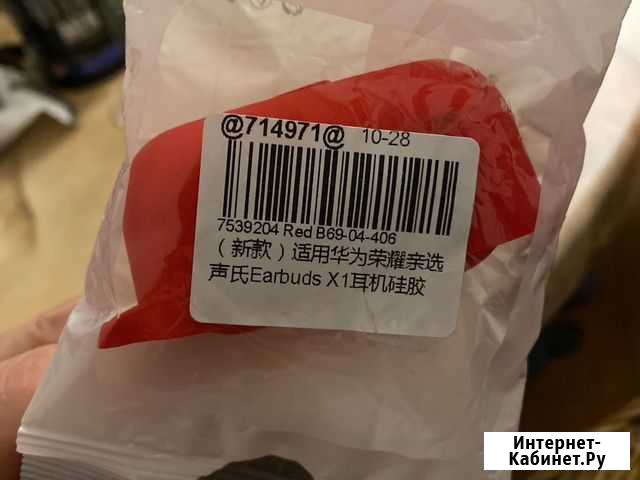 @714971@ 10-28
7539204 Red B69-04-406
（新款）适用华为荣耀亲选
声氏Earbuds X1耳机硅胶
Интернет-
Кабинет.Ру